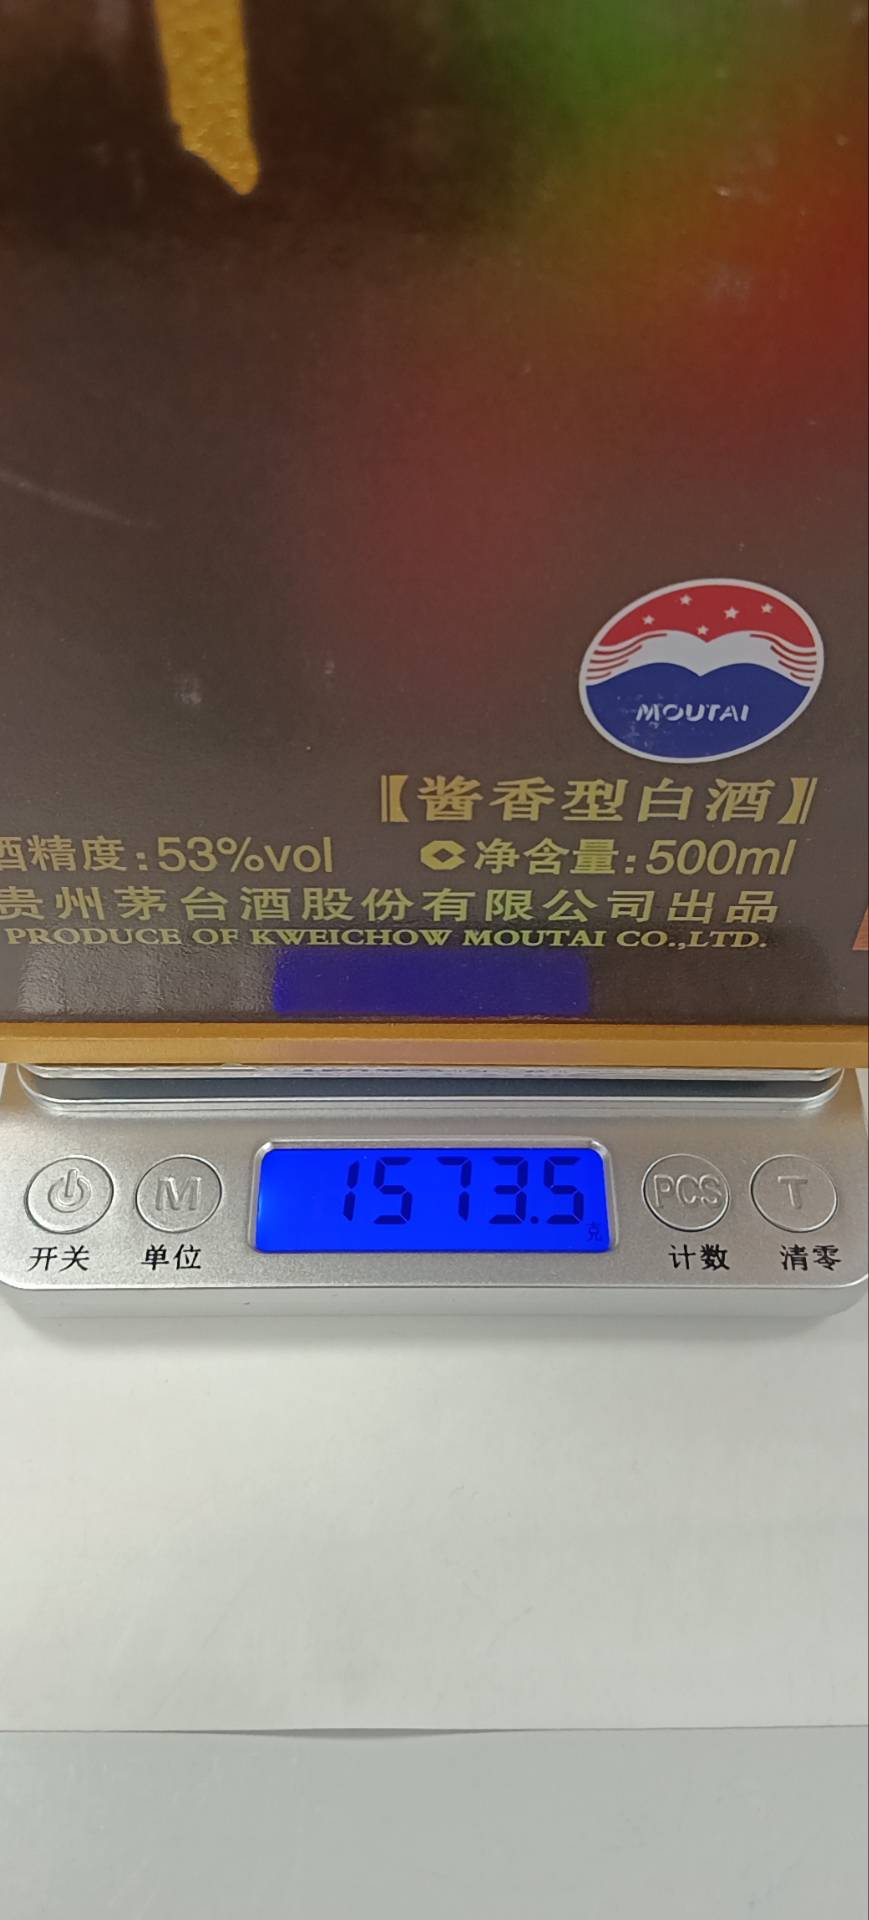 MOUTAI
【酱香型白酒】
酒精度:53%vol 净含量:500ml
贵州茅台酒股份有限公司出品
PRODUCE OF KWEICHOW MOUTAI CO.,LTD.
M 1573.5 克 PCS T
开关 单位 计数 清零